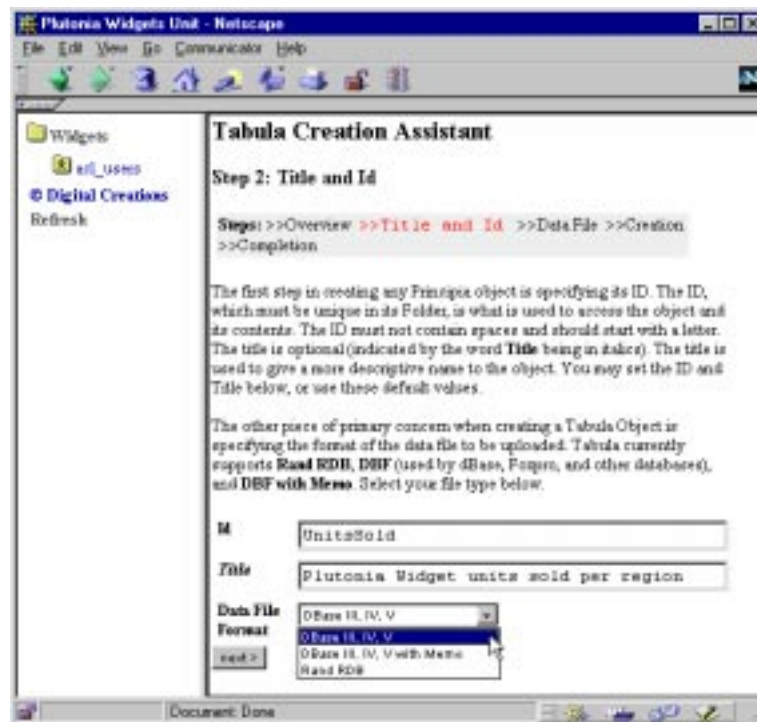 Plutonia Widgets Unit - Netscape
File Edit View Go Communicator Help
Widgets
acl_users
© Digital Creations
Refresh
Tabula Creation Assistant
Step 2: Title and Id
Steps: >>Overview >>Title and Id >>Data File >>Creation
>>Completion
The first step in creating any Principia object is specifying its ID. The ID,
which must be unique in its Folder, is what is used to access the object and
its contents. The ID must not contain spaces and should start with a letter.
The title is optional (indicated by the word Title being in italics). The title is
used to give a more descriptive name to the object. You may set the ID and
Title below, or use these default values.
The other piece of primary concern when creating a Tabula Object is
specifying the format of the data file to be uploaded. Tabula currently
supports Rand RDB, DBF (used by dBase, Foxpro, and other databases),
and DBF with Memo. Select your file type below.
Id
UnitsSold
Title
Plutonia Widget units sold per region
Data File
Format
DBase III, IV, V
DBase III, IV, V
DBase III, IV, V with Memo
Rand RDB
next >
Document: Done